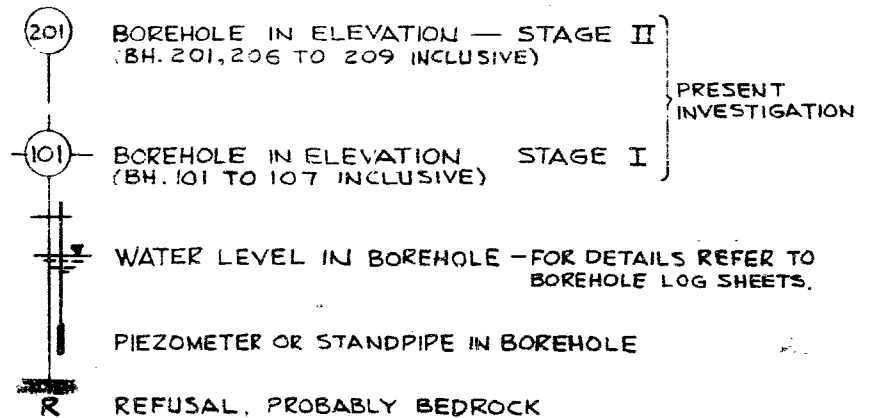 201 BOREHOLE IN ELEVATION — STAGE II
(BH. 201, 206 TO 209 INCLUSIVE)
PRESENT
INVESTIGATION
101 BOREHOLE IN ELEVATION STAGE I
(BH. 101 TO 107 INCLUSIVE)
WATER LEVEL IN BOREHOLE - FOR DETAILS REFER TO
BOREHOLE LOG SHEETS.
PIEZOMETER OR STANDPIPE IN BOREHOLE
R REFUSAL, PROBABLY BEDROCK